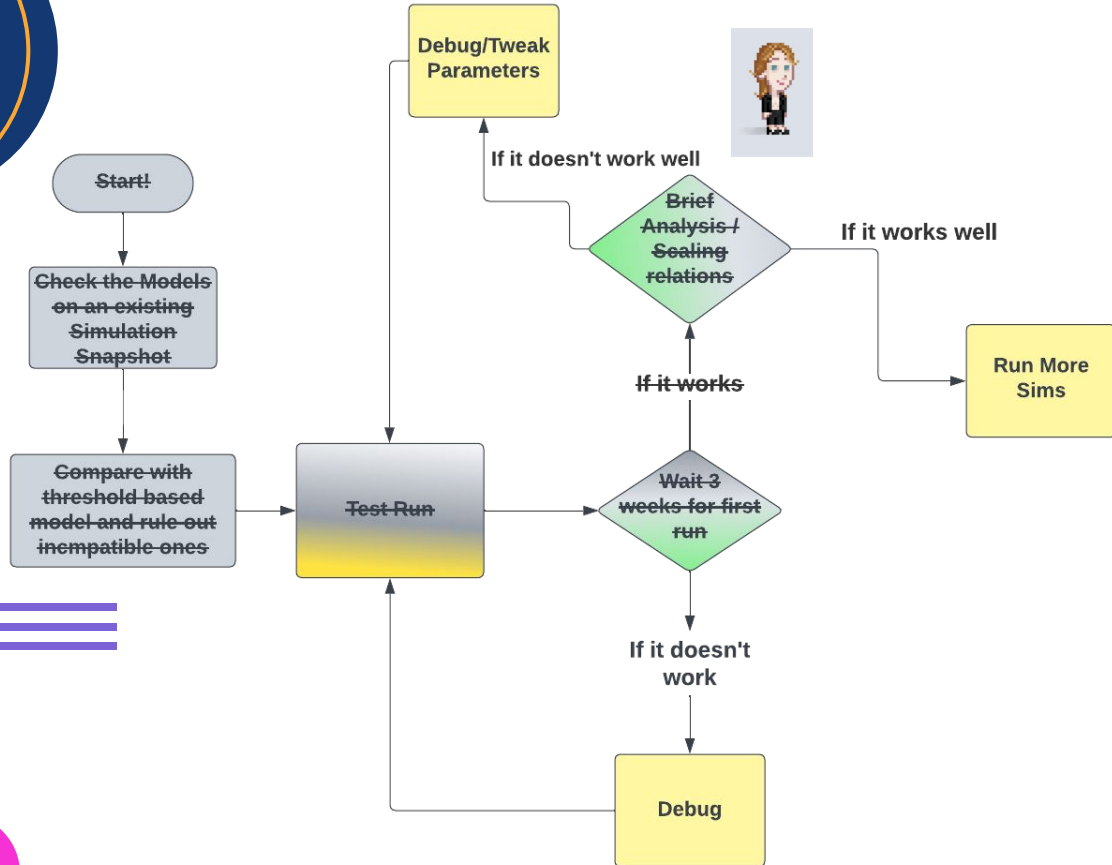 Debug/Tweak
Parameters
If it doesn't work well
Start!
Brief
Analysis /
Scaling
relations
If it works well
Check the Models
on an existing
Simulation
Snapshot
Run More
Sims
If it works
Compare with
threshold based
model and rule out
incmpatible ones
Test Run
Wait 3
weeks for first
run
If it doesn't
work
Debug